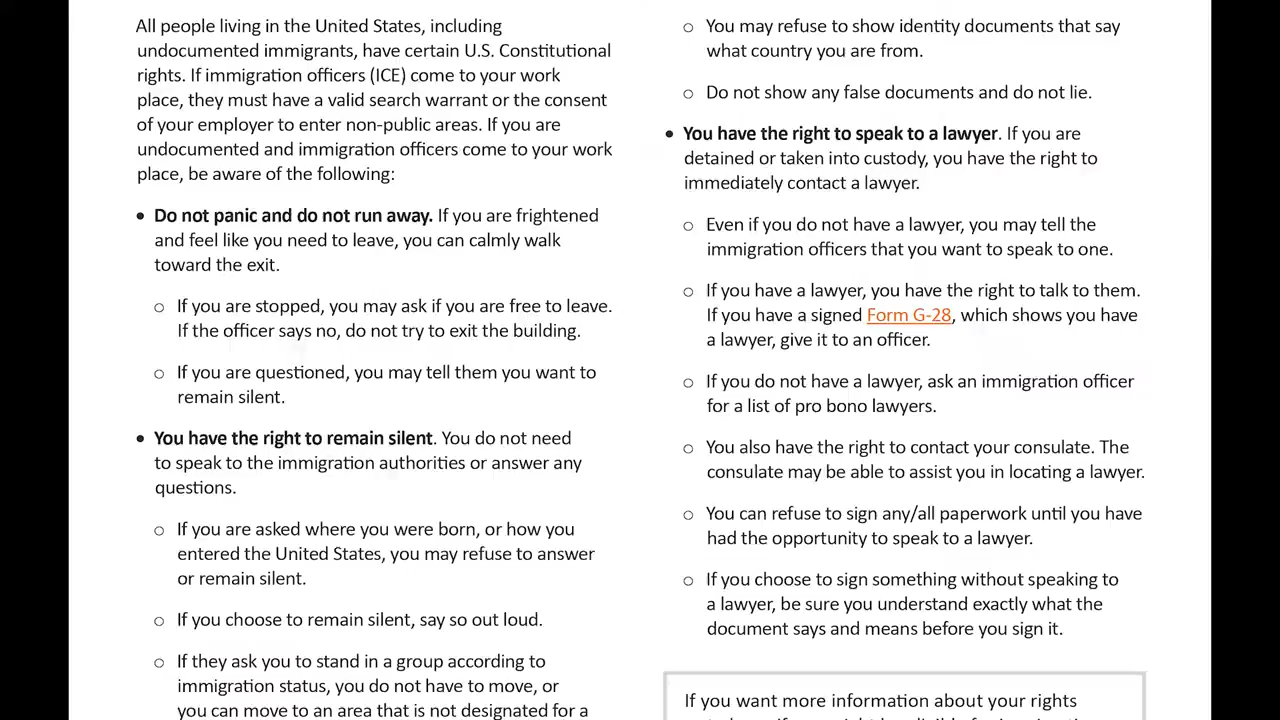 All people living in the United States, including
undocumented immigrants, have certain U.S. Constitutional
rights. If immigration officers (ICE) come to your work
place, they must have a valid search warrant or the consent
of your employer to enter non-public areas. If you are
undocumented and immigration officers come to your work
place, be aware of the following:
• Do not panic and do not run away. If you are frightened
and feel like you need to leave, you can calmly walk
toward the exit.
○ If you are stopped, you may ask if you are free to leave.
If the officer says no, do not try to exit the building.
○ If you are questioned, you may tell them you want to
remain silent.
• You have the right to remain silent. You do not need
to speak to the immigration authorities or answer any
questions.
○ If you are asked where you were born, or how you
entered the United States, you may refuse to answer
or remain silent.
○ If you choose to remain silent, say so out loud.
○ If they ask you to stand in a group according to
immigration status, you do not have to move, or
you can move to an area that is not designated for a
○ You may refuse to show identity documents that say
what country you are from.
○ Do not show any false documents and do not lie.
• You have the right to speak to a lawyer. If you are
detained or taken into custody, you have the right to
immediately contact a lawyer.
○ Even if you do not have a lawyer, you may tell the
immigration officers that you want to speak to one.
○ If you have a lawyer, you have the right to talk to them.
If you have a signed Form G-28, which shows you have
a lawyer, give it to an officer.
○ If you do not have a lawyer, ask an immigration officer
for a list of pro bono lawyers.
○ You also have the right to contact your consulate. The
consulate may be able to assist you in locating a lawyer.
○ You can refuse to sign any/all paperwork until you have
had the opportunity to speak to a lawyer.
○ If you choose to sign something without speaking to
a lawyer, be sure you understand exactly what the
document says and means before you sign it.
If you want more information about your rights